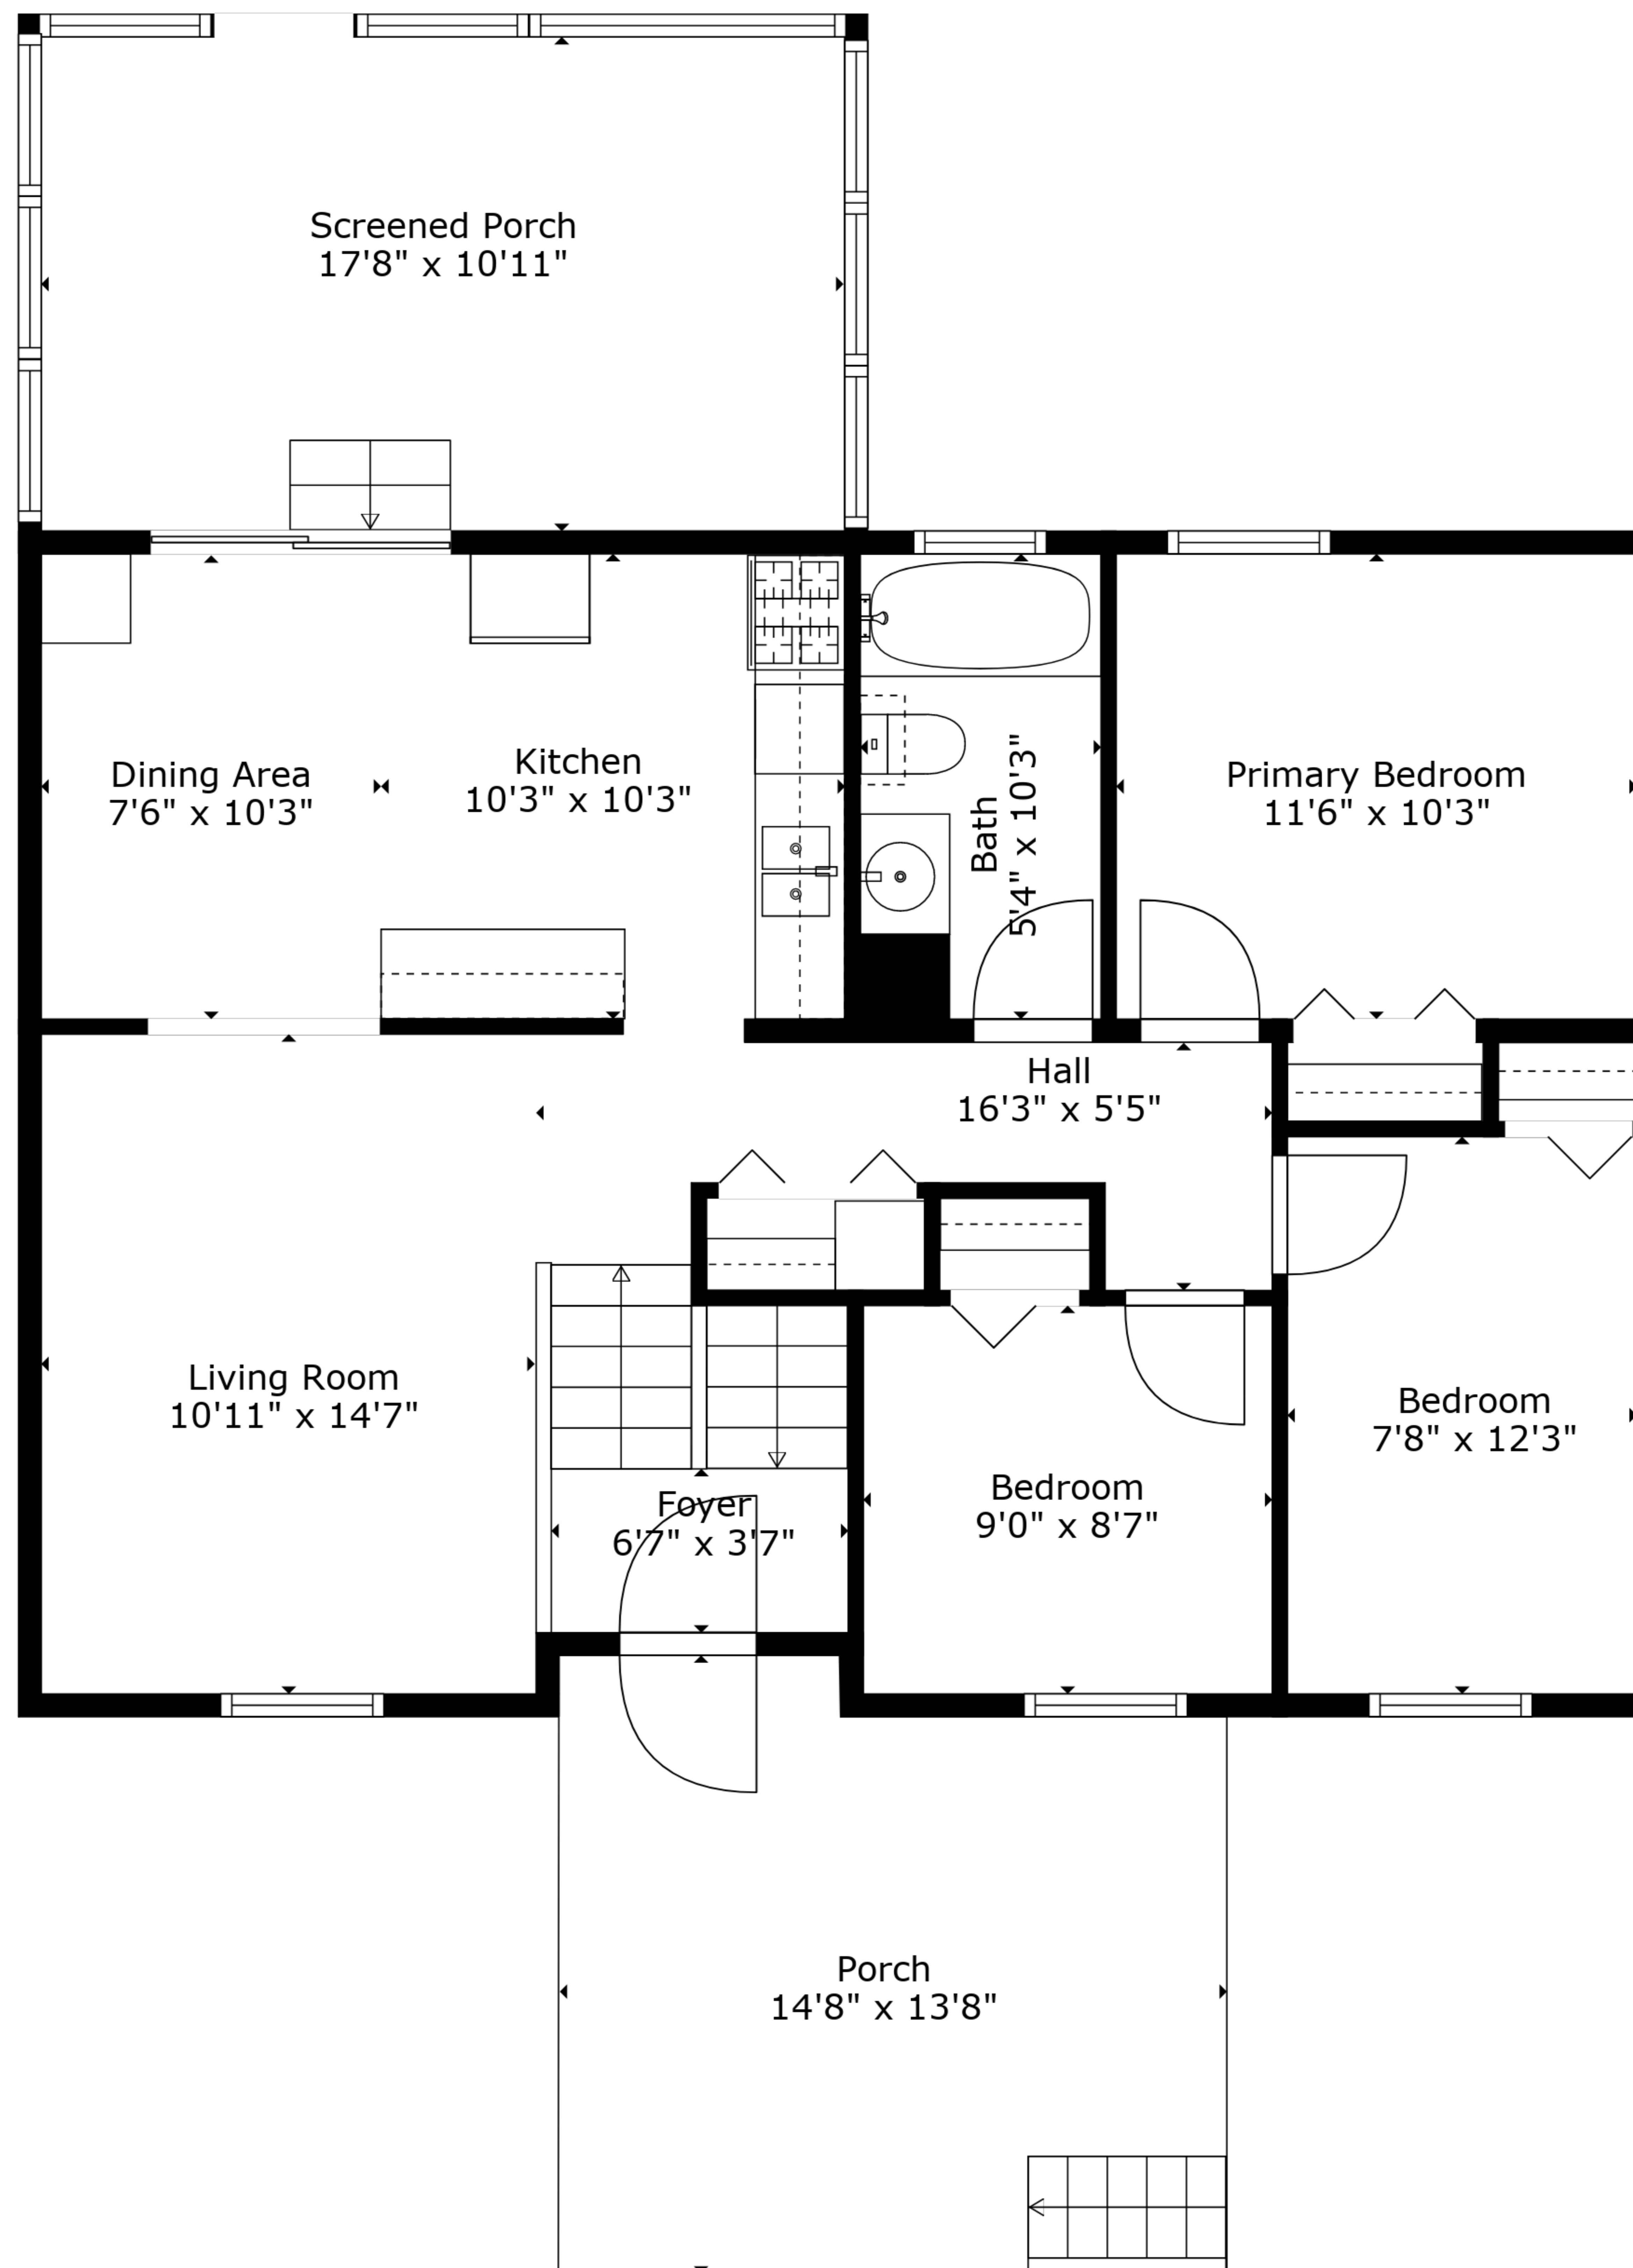 Screened Porch
17'8" x 10'11"
Dining Area
7'6" x 10'3"
Kitchen
10'3" x 10'3"
Bath
5'4" x 10'3"
Primary Bedroom
11'6" x 10'3"
Hall
16'3" x 5'5"
Living Room
10'11" x 14'7"
Foyer
6'7" x 3'7"
Bedroom
9'0" x 8'7"
Bedroom
7'8" x 12'3"
Porch
14'8" x 13'8"